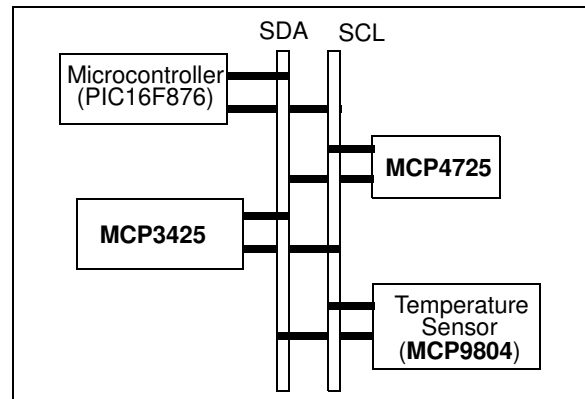 SDA SCL
Microcontroller
(PIC16F876)
MCP4725
MCP3425
Temperature
Sensor
(MCP9804)